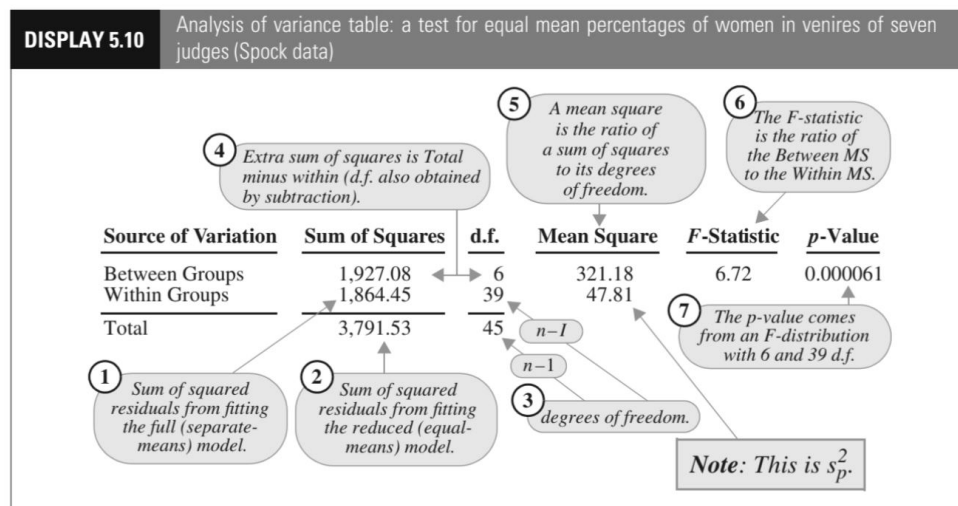 DISPLAY 5.10
Analysis of variance table: a test for equal mean percentages of women in venires of seven
judges (Spock data)
5
A mean square
is the ratio of
a sum of squares
to its degrees
of freedom.
6
The F-statistic
is the ratio of
the Between MS
to the Within MS.
4
Extra sum of squares is Total
minus within (d.f. also obtained
by subtraction).
Source of Variation Sum of Squares d.f. Mean Square F-Statistic p-Value
Between Groups 1,927.08 6 321.18 6.72 0.000061
Within Groups 1,864.45 39 47.81
Total 3,791.53 45
n–I
n–1
7
The p-value comes
from an F-distribution
with 6 and 39 d.f.
1
Sum of squared
residuals from fitting
the full (separate-
means) model.
2
Sum of squared
residuals from fitting
the reduced (equal-
means) model.
3
degrees of freedom.
Note: This is s²ₚ.